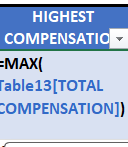 HIGHEST
COMPENSATIO
=MAX(
Table13[TOTAL
COMPENSATION])